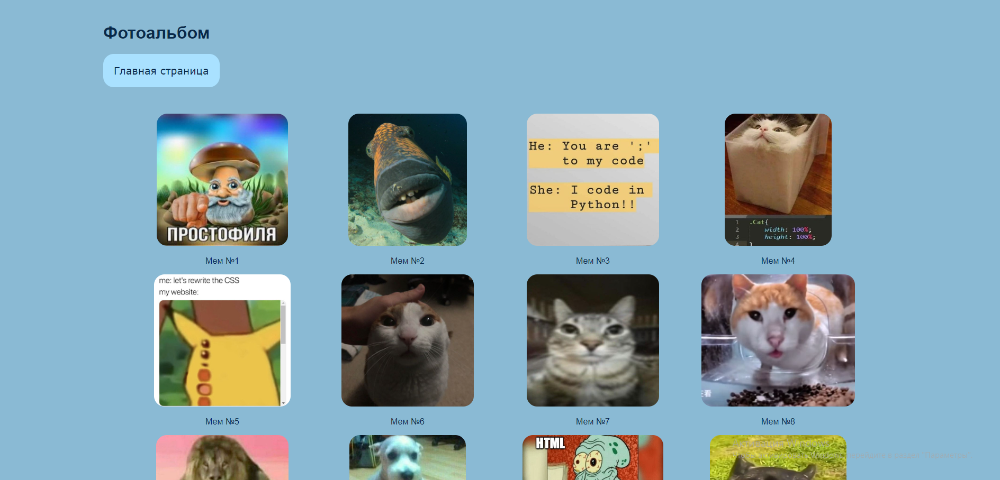 Фотоальбом
Главная страница
ПРОСТОФИЛЯ
He: You are ';'
to my code
She: I code in
Python!!
1 .Cat{
2 width: 100%;
3 height: 100%;
4 }
Мем №1
Мем №2
Мем №3
Мем №4
me: let's rewrite the CSS
my website:
看
Мем №5
Мем №6
Мем №7
Мем №8
HTML
Активация Windows
Чтобы активировать Windows, перейдите в раздел "Параметры".